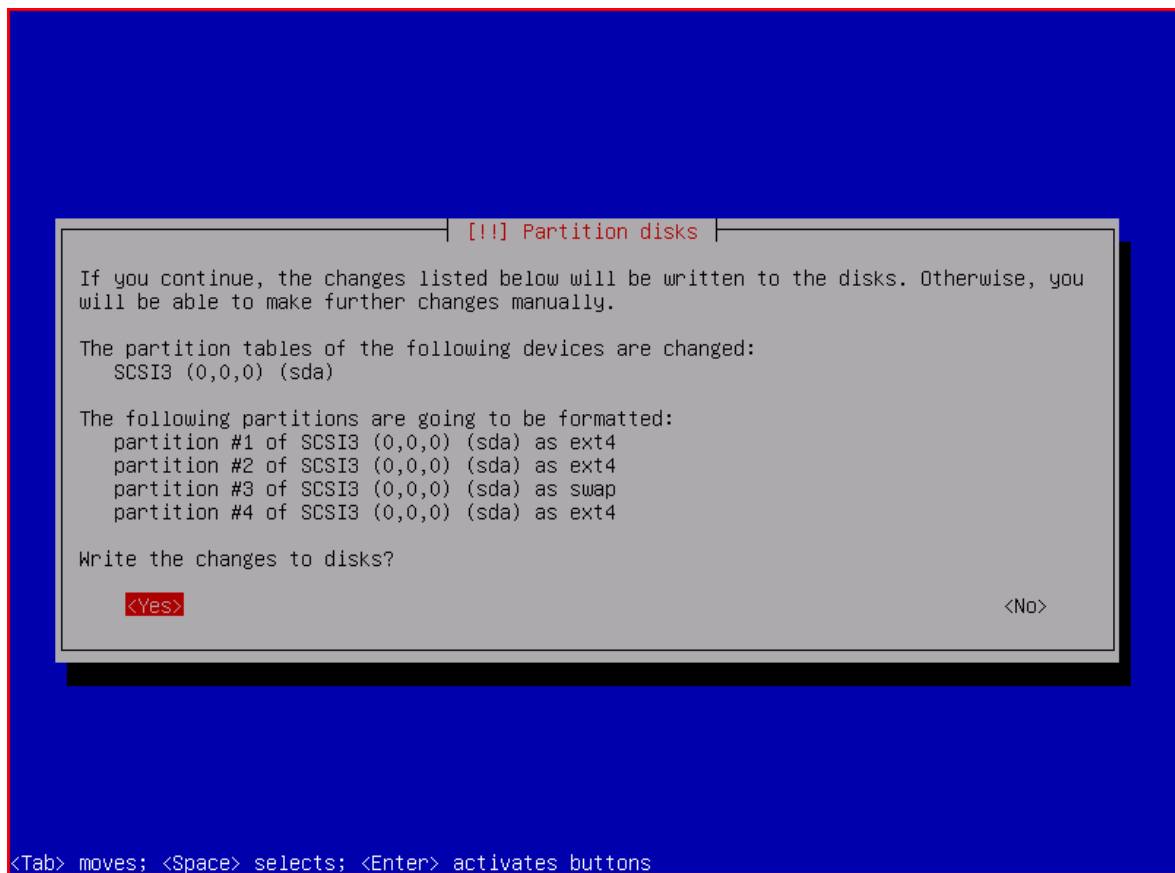 [!!] Partition disks
If you continue, the changes listed below will be written to the disks. Otherwise, you
will be able to make further changes manually.
The partition tables of the following devices are changed:
SCSI3 (0,0,0) (sda)
The following partitions are going to be formatted:
partition #1 of SCSI3 (0,0,0) (sda) as ext4
partition #2 of SCSI3 (0,0,0) (sda) as ext4
partition #3 of SCSI3 (0,0,0) (sda) as swap
partition #4 of SCSI3 (0,0,0) (sda) as ext4
Write the changes to disks?
<Yes> <No>
<Tab> moves; <Space> selects; <Enter> activates buttons